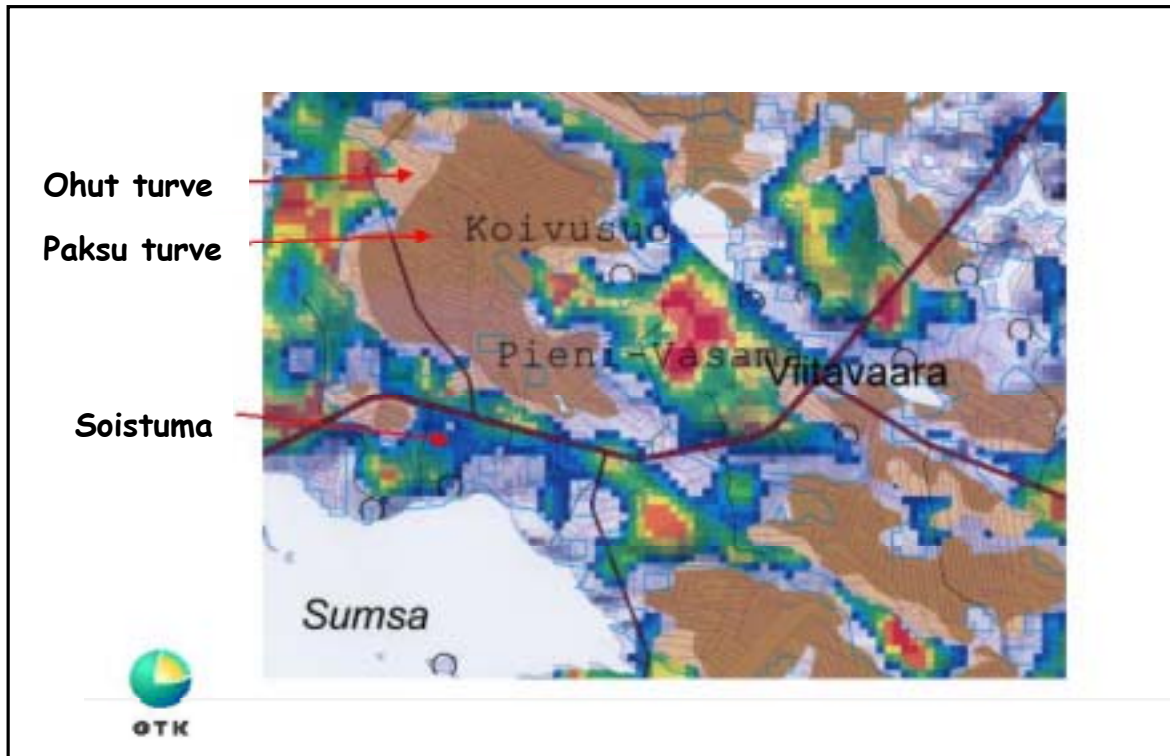 Ohut turve
Paksu turve
Koivusuo
Pieni-Vasama
Viitavaara
Soistuma
Sumsa
GTK